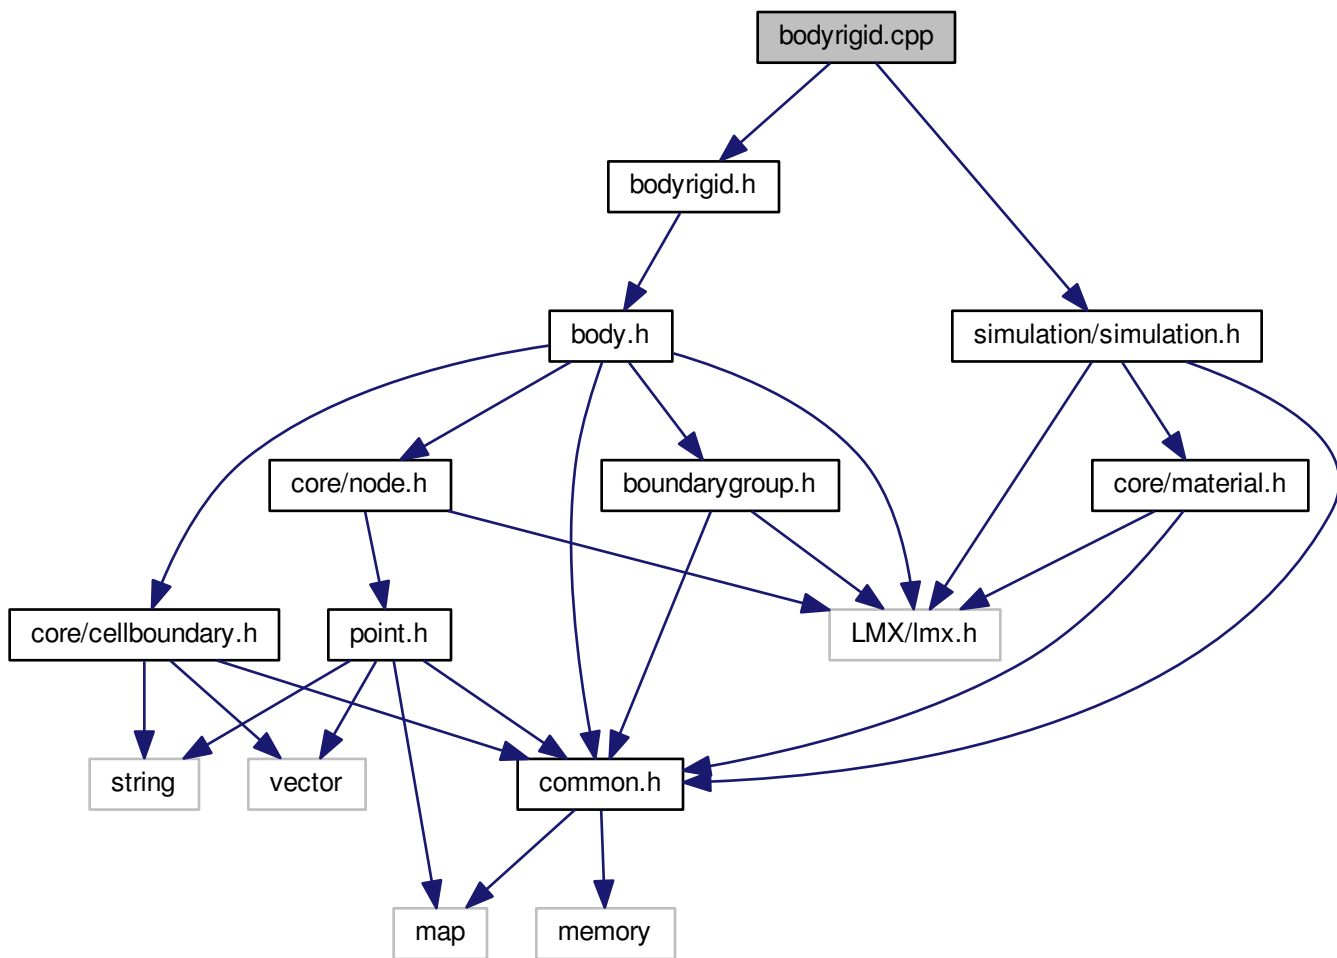 bodyrigid.cpp
bodyrigid.h
body.h
simulation/simulation.h
core/node.h
boundarygroup.h
core/material.h
core/cellboundary.h
point.h
LMX/lmx.h
string
vector
common.h
map
memory